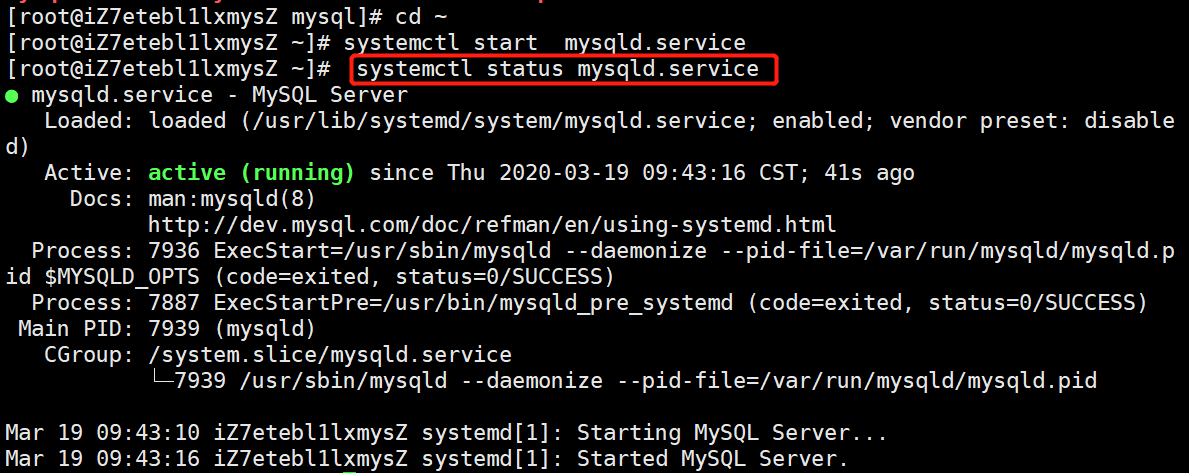 [root@iZ7etebl1lxmysZ mysql]# cd ~
[root@iZ7etebl1lxmysZ ~]# systemctl start  mysqld.service
[root@iZ7etebl1lxmysZ ~]#  systemctl status mysqld.service
● mysqld.service - MySQL Server
   Loaded: loaded (/usr/lib/systemd/system/mysqld.service; enabled; vendor preset: disable
d)
   Active: active (running) since Thu 2020-03-19 09:43:16 CST; 41s ago
     Docs: man:mysqld(8)
           http://dev.mysql.com/doc/refman/en/using-systemd.html
  Process: 7936 ExecStart=/usr/sbin/mysqld --daemonize --pid-file=/var/run/mysqld/mysqld.p
id $MYSQLD_OPTS (code=exited, status=0/SUCCESS)
  Process: 7887 ExecStartPre=/usr/bin/mysqld_pre_systemd (code=exited, status=0/SUCCESS)
 Main PID: 7939 (mysqld)
   CGroup: /system.slice/mysqld.service
           └─7939 /usr/sbin/mysqld --daemonize --pid-file=/var/run/mysqld/mysqld.pid

Mar 19 09:43:10 iZ7etebl1lxmysZ systemd[1]: Starting MySQL Server...
Mar 19 09:43:16 iZ7etebl1lxmysZ systemd[1]: Started MySQL Server.